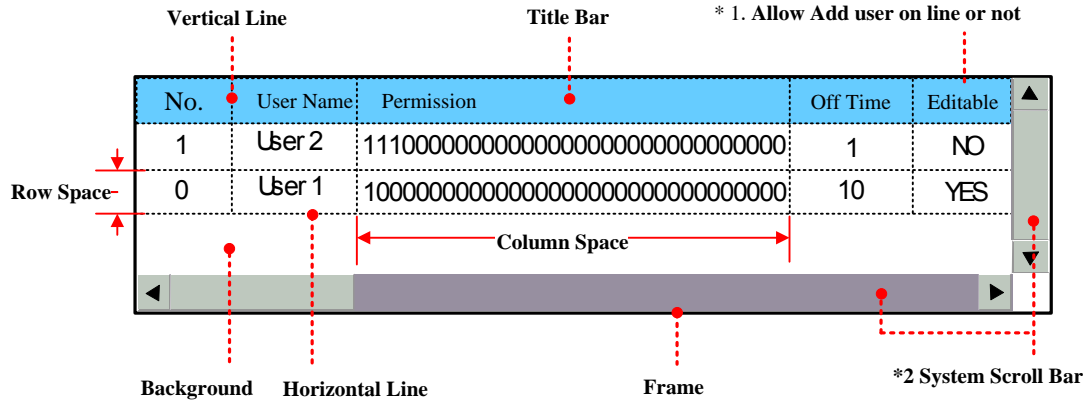 Vertical Line
Title Bar
* 1. Allow Add user on line or not
No. User Name Permission Off Time Editable
1 User 2 11100000000000000000000000000000 1 NO
Row Space
0 User 1 10000000000000000000000000000000 10 YES
Column Space
Background
Horizontal Line
Frame
*2 System Scroll Bar